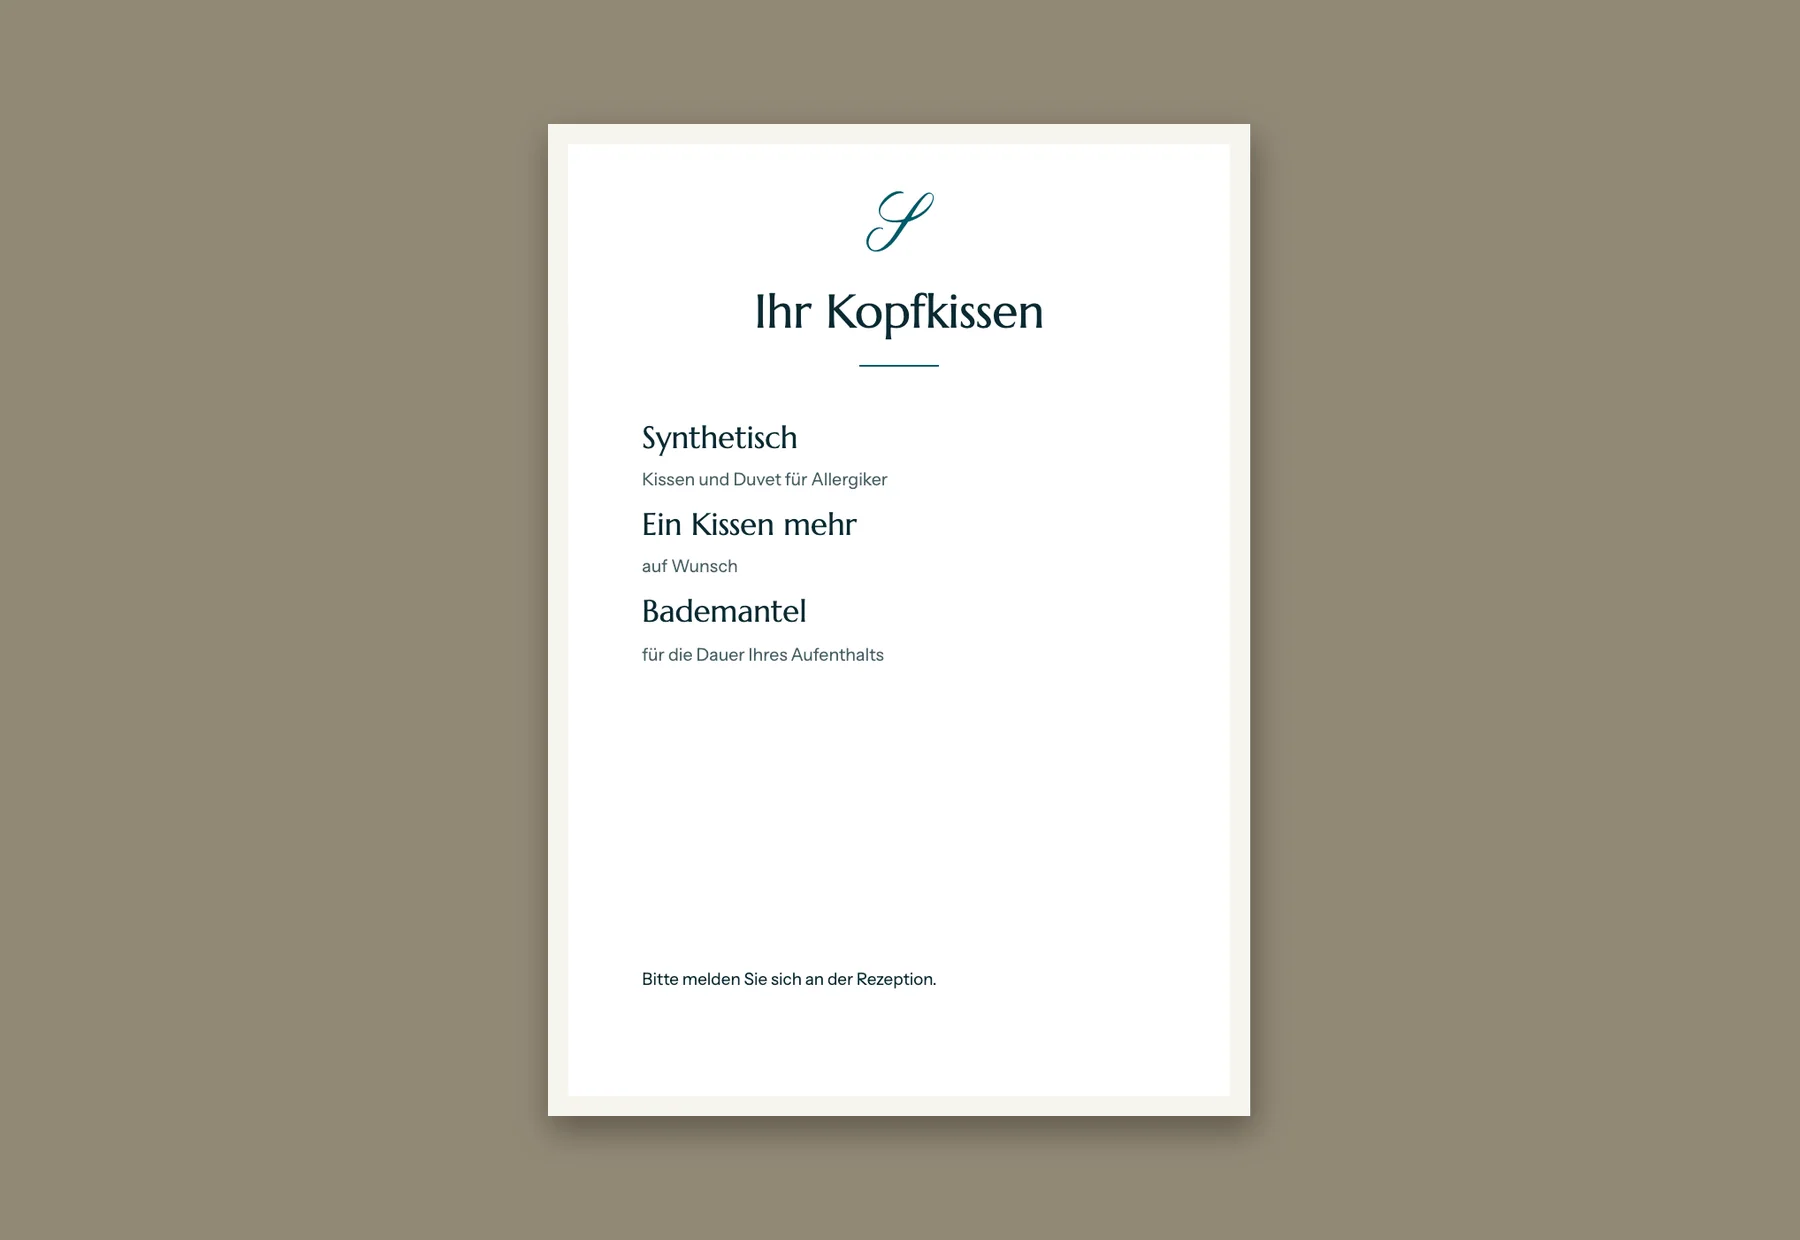 S
Ihr Kopfkissen
Synthetisch
Kissen und Duvet für Allergiker
Ein Kissen mehr
auf Wunsch
Bademantel
für die Dauer Ihres Aufenthalts
Bitte melden Sie sich an der Rezeption.